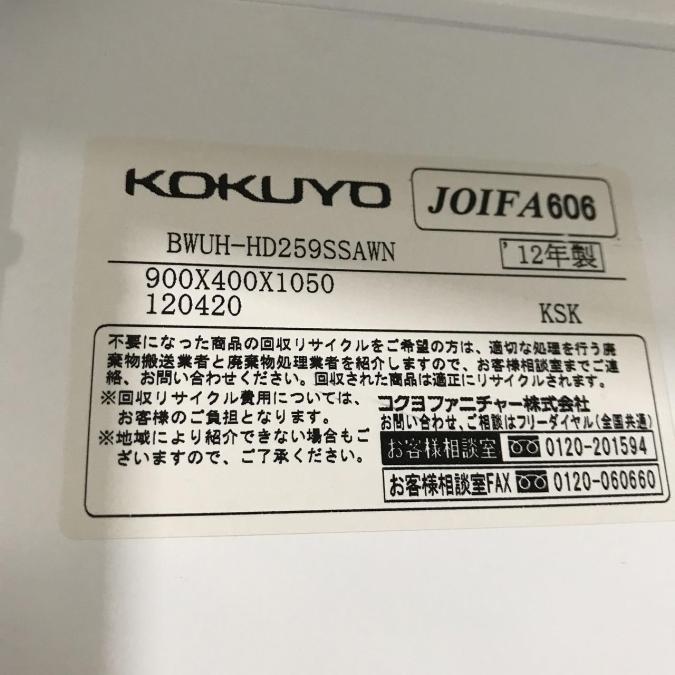 KOKUYO JOIFA606
BWUH-HD259SSAWN '12年製
900X400X1050
120420 KSK
不要になった商品の回収リサイクルをご希望の方は、適切な処理を行う廃
棄物搬送業者と廃棄物処理業者を紹介しますので、お客様相談室までご連
絡、お問い合わせください。回収された商品は適正にリサイクルされます。
※回収リサイクル費用については、
お客様のご負担となります。
※地域により紹介できない場合もご
ざいますので、ご了承ください。
コクヨファニチャー株式会社
お問い合わせ、ご相談はフリーダイヤル(全国共通)
お客様相談室 0120-201594
お客様相談室FAX 0120-060660